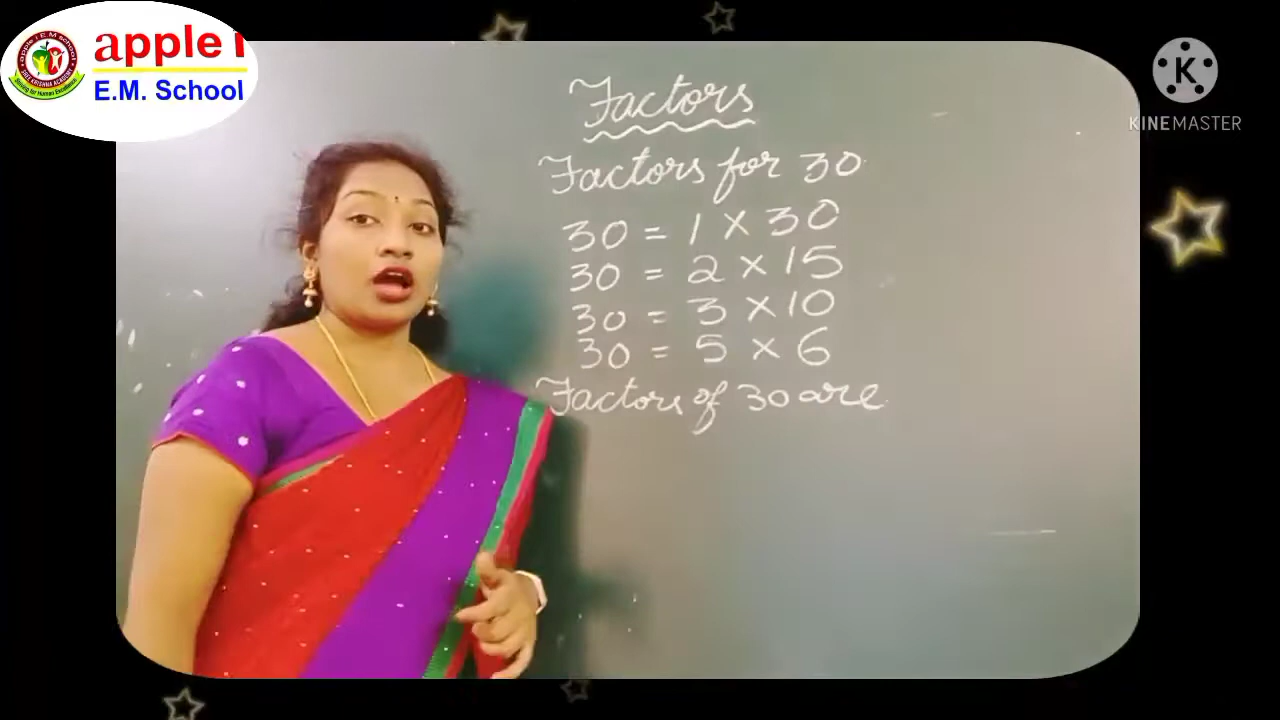 apple i
E.M. School
KINEMASTER
Factors
Factors for 30
30 = 1 × 30
30 = 2 × 15
30 = 3 × 10
30 = 5 × 6
Factors of 30 are